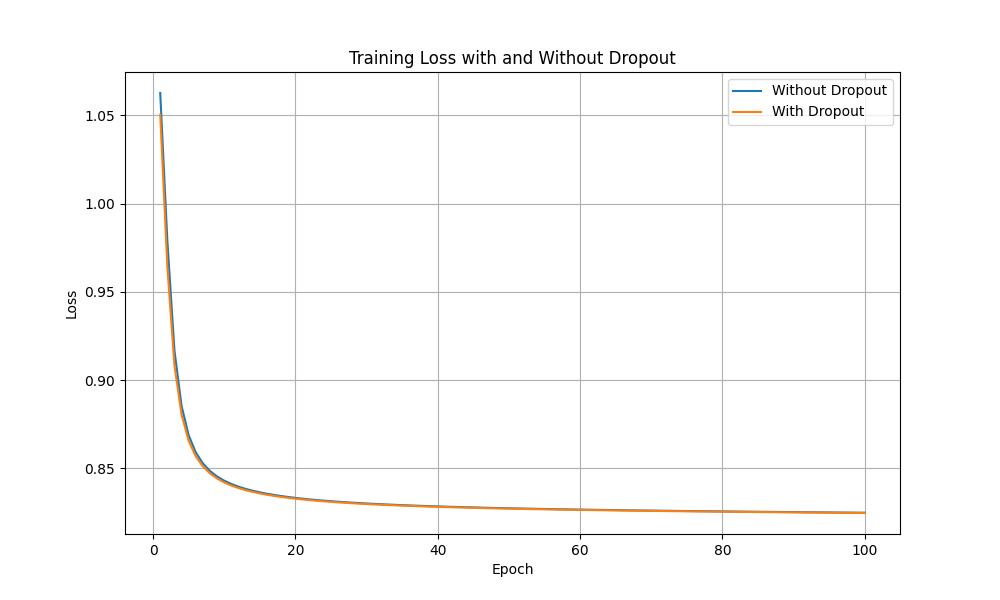 Training Loss with and Without Dropout
Without Dropout
With Dropout
Loss
1.05
1.00
0.95
0.90
0.85
0 20 40 60 80 100
Epoch